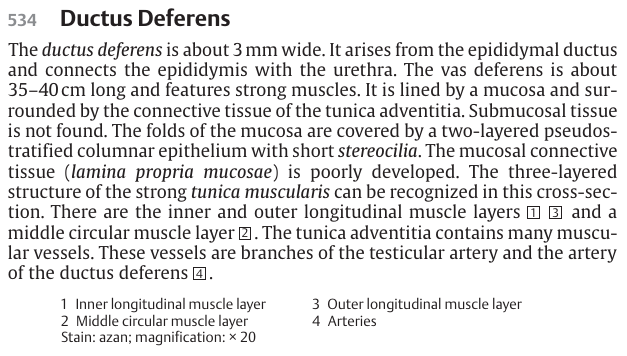 534 Ductus Deferens
The ductus deferens is about 3 mm wide. It arises from the epididymal ductus
and connects the epididymis with the urethra. The vas deferens is about
35–40 cm long and features strong muscles. It is lined by a mucosa and sur-
rounded by the connective tissue of the tunica adventitia. Submucosal tissue
is not found. The folds of the mucosa are covered by a two-layered pseudos-
tratified columnar epithelium with short stereocilia. The mucosal connective
tissue (lamina propria mucosae) is poorly developed. The three-layered
structure of the strong tunica muscularis can be recognized in this cross-sec-
tion. There are the inner and outer longitudinal muscle layers 1 3 and a
middle circular muscle layer 2. The tunica adventitia contains many muscu-
lar vessels. These vessels are branches of the testicular artery and the artery
of the ductus deferens 4.
1 Inner longitudinal muscle layer 3 Outer longitudinal muscle layer
2 Middle circular muscle layer 4 Arteries
Stain: azan; magnification: × 20